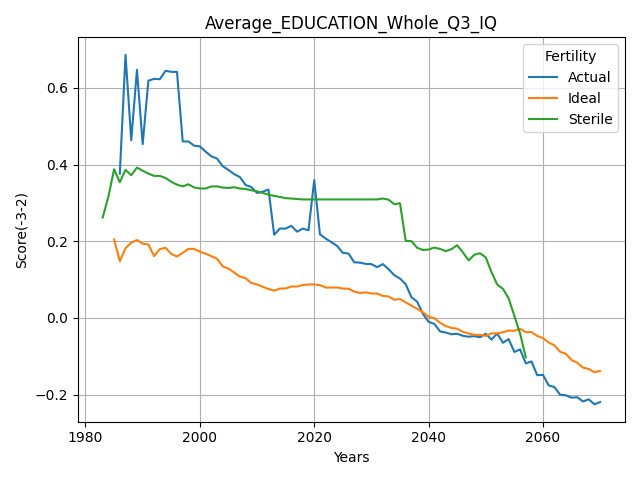 Average_EDUCATION_Whole_Q3_IQ
Fertility
Actual
Ideal
Sterile
Score(-3-2)
0.6
0.4
0.2
0.0
−0.2
1980
2000
2020
2040
2060
Years